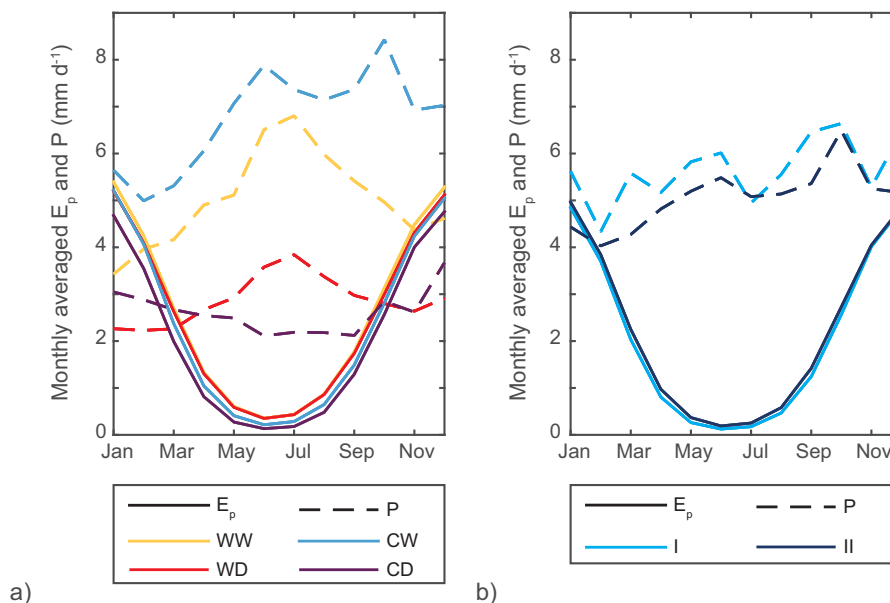 Monthly averaged Ep and P (mm d-1)
8
6
4
2
0
Jan Mar May Jul Sep Nov
Ep P
WW CW
WD CD
a)
Monthly averaged Ep and P (mm d-1)
8
6
4
2
0
Jan Mar May Jul Sep Nov
Ep P
I II
b)